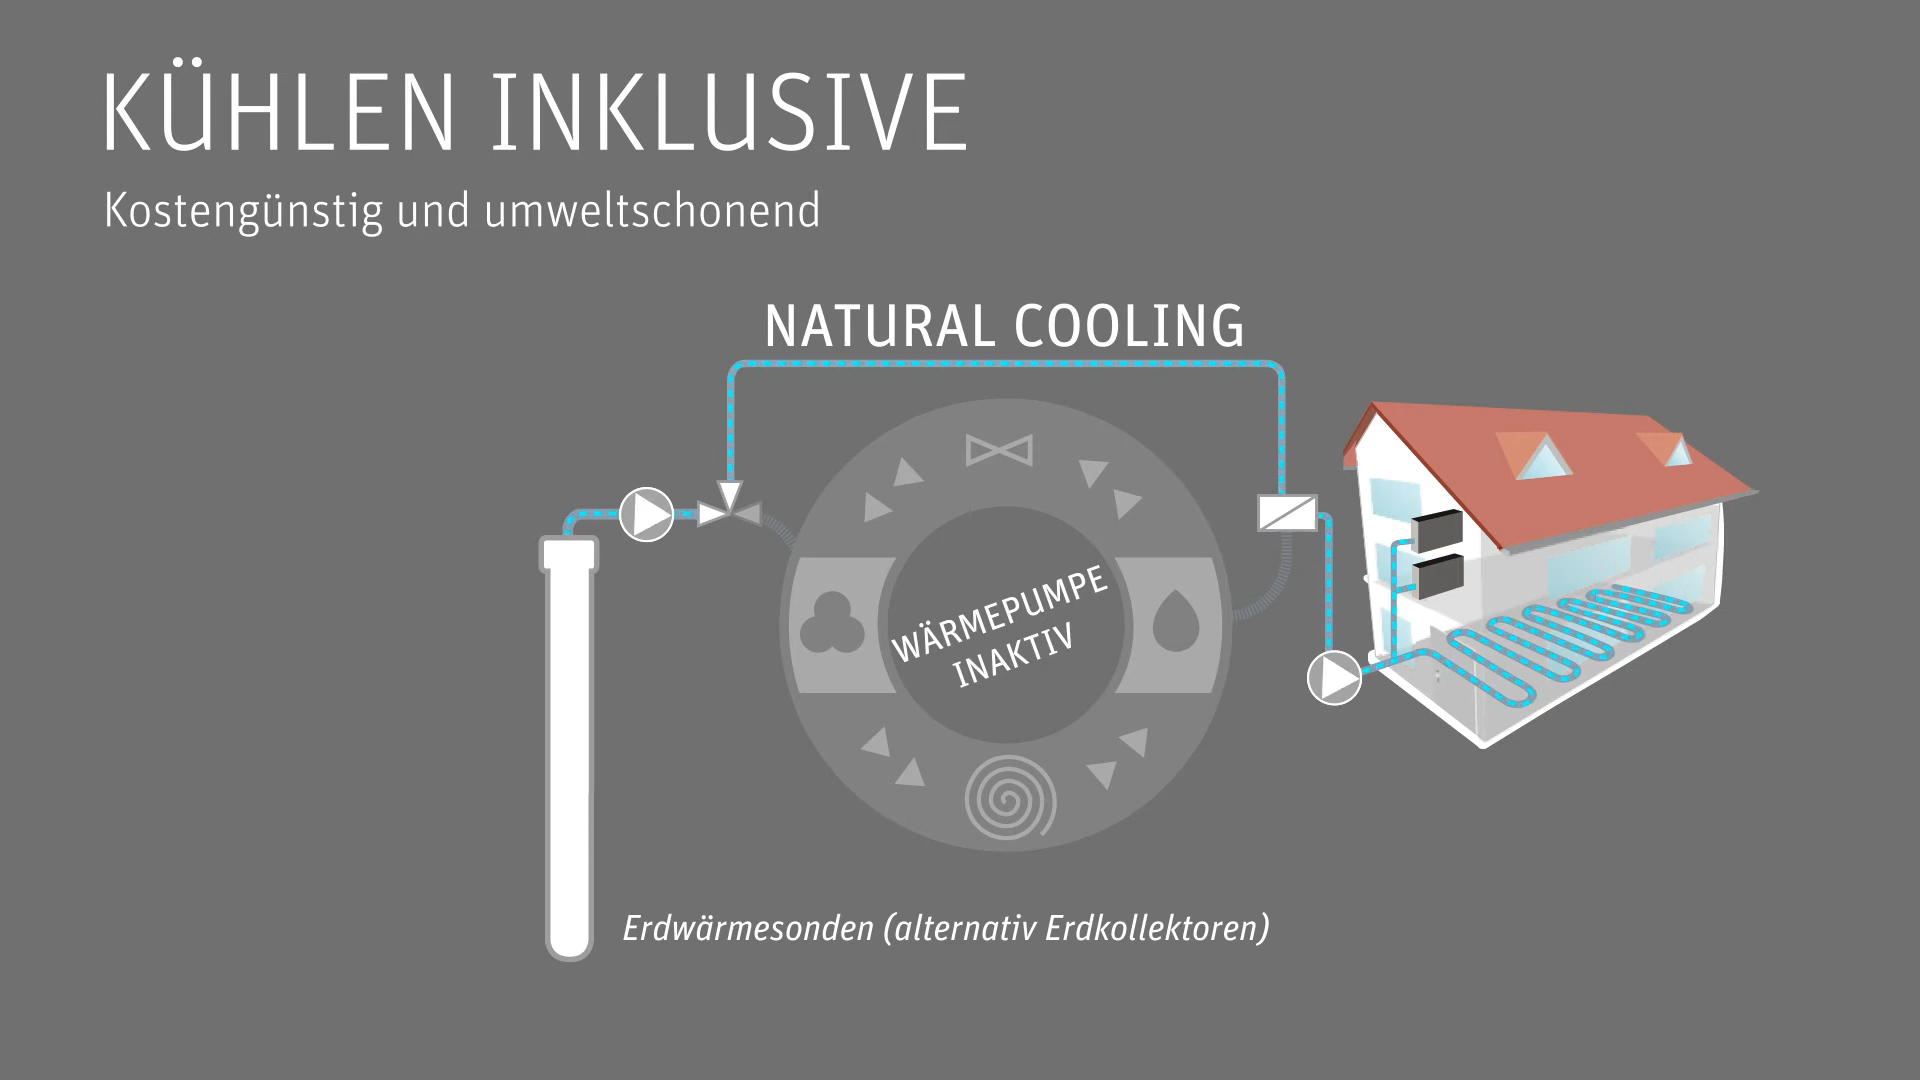 KÜHLEN INKLUSIVE
Kostengünstig und umweltschonend
NATURAL COOLING
WÄRMEPUMPE
INAKTIV
Erdwärmesonden (alternativ Erdkollektoren)